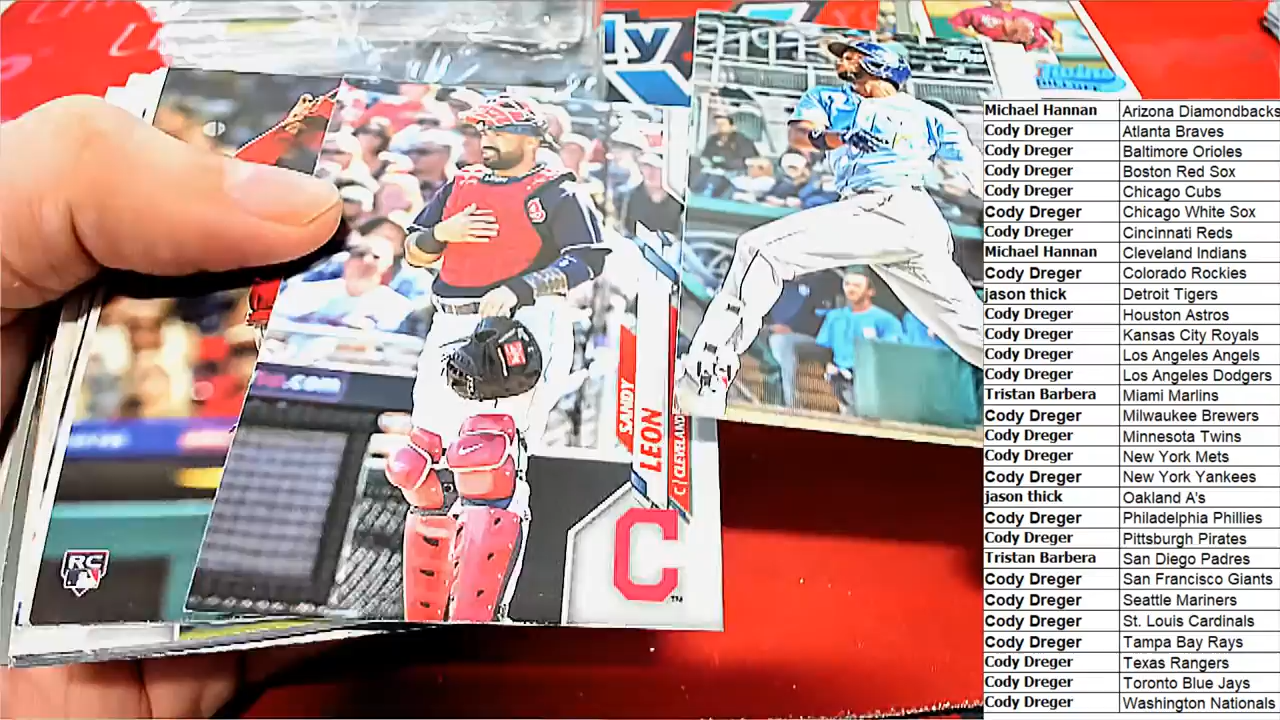 ly
Topps
SANDY
LEON
C | CLEVELAND
C
TM
RC
.com
Michael Hannan Arizona Diamondbacks
Cody Dreger Atlanta Braves
Cody Dreger Baltimore Orioles
Cody Dreger Boston Red Sox
Cody Dreger Chicago Cubs
Cody Dreger Chicago White Sox
Cody Dreger Cincinnati Reds
Michael Hannan Cleveland Indians
Cody Dreger Colorado Rockies
jason thick Detroit Tigers
Cody Dreger Houston Astros
Cody Dreger Kansas City Royals
Cody Dreger Los Angeles Angels
Cody Dreger Los Angeles Dodgers
Tristan Barbera Miami Marlins
Cody Dreger Milwaukee Brewers
Cody Dreger Minnesota Twins
Cody Dreger New York Mets
Cody Dreger New York Yankees
jason thick Oakland A's
Cody Dreger Philadelphia Phillies
Cody Dreger Pittsburgh Pirates
Tristan Barbera San Diego Padres
Cody Dreger San Francisco Giants
Cody Dreger Seattle Mariners
Cody Dreger St. Louis Cardinals
Cody Dreger Tampa Bay Rays
Cody Dreger Texas Rangers
Cody Dreger Toronto Blue Jays
Cody Dreger Washington Nationals